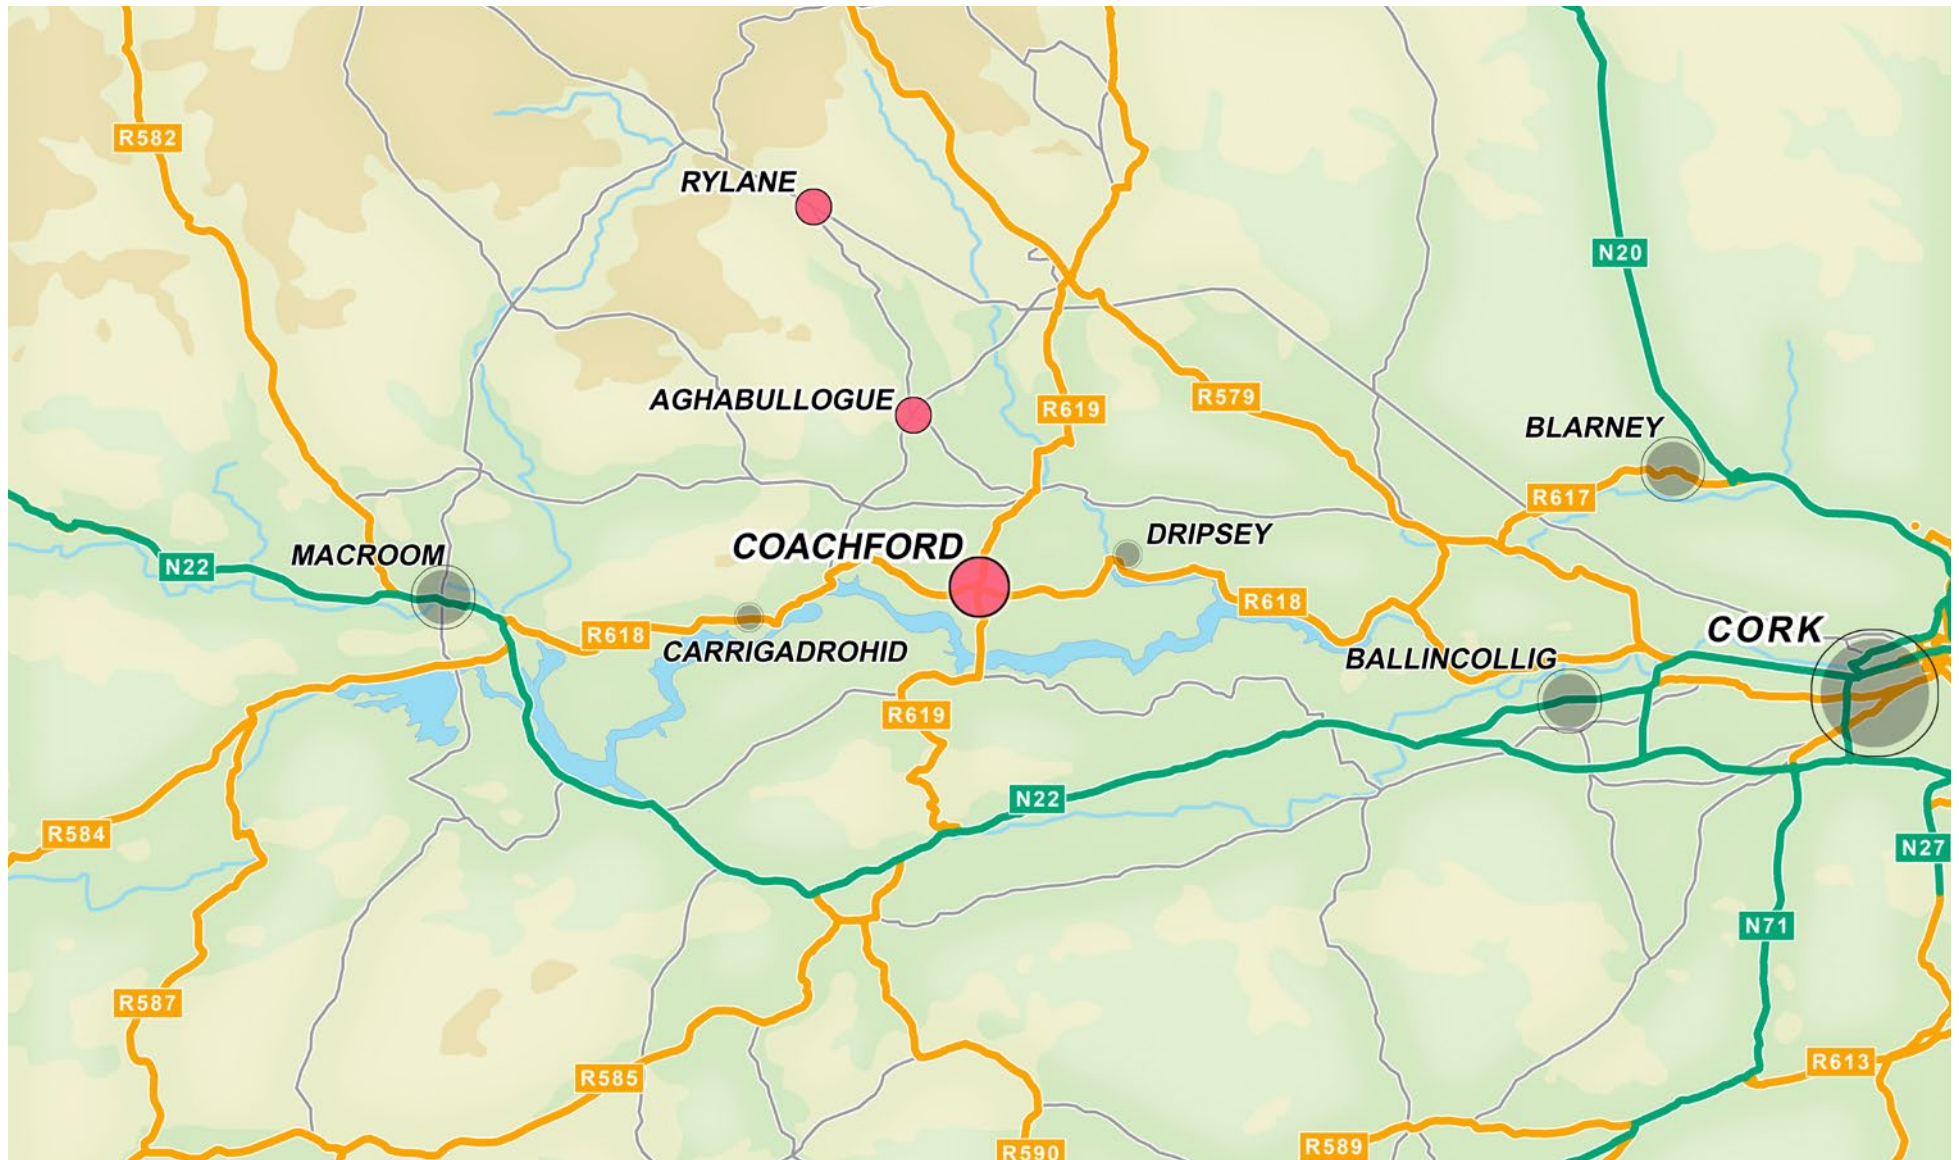 R582
RYLANE
N20
AGHABULLOGUE
R619
R579
BLARNEY
R617
MACROOM
N22
COACHFORD
DRIPSEY
R618
R618
CARRIGADROHID
CORK
BALLINCOLLIG
R619
N22
R584
N27
N71
R587
R585
R613
R590
R589